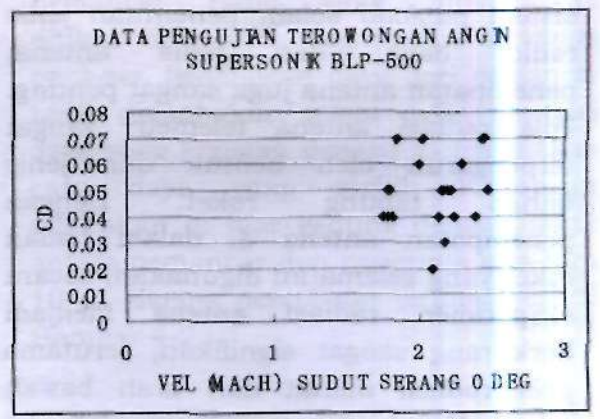 DATA PENGUJIAN TEROWONGAN ANGIN
SUPERSONIK BLP-500
0.08
0.07
0.06
0.05
0.04
0.03
0.02
0.01
0
CD
0 1 2 3
VEL (MACH) SUDUT SERANG 0 DEG